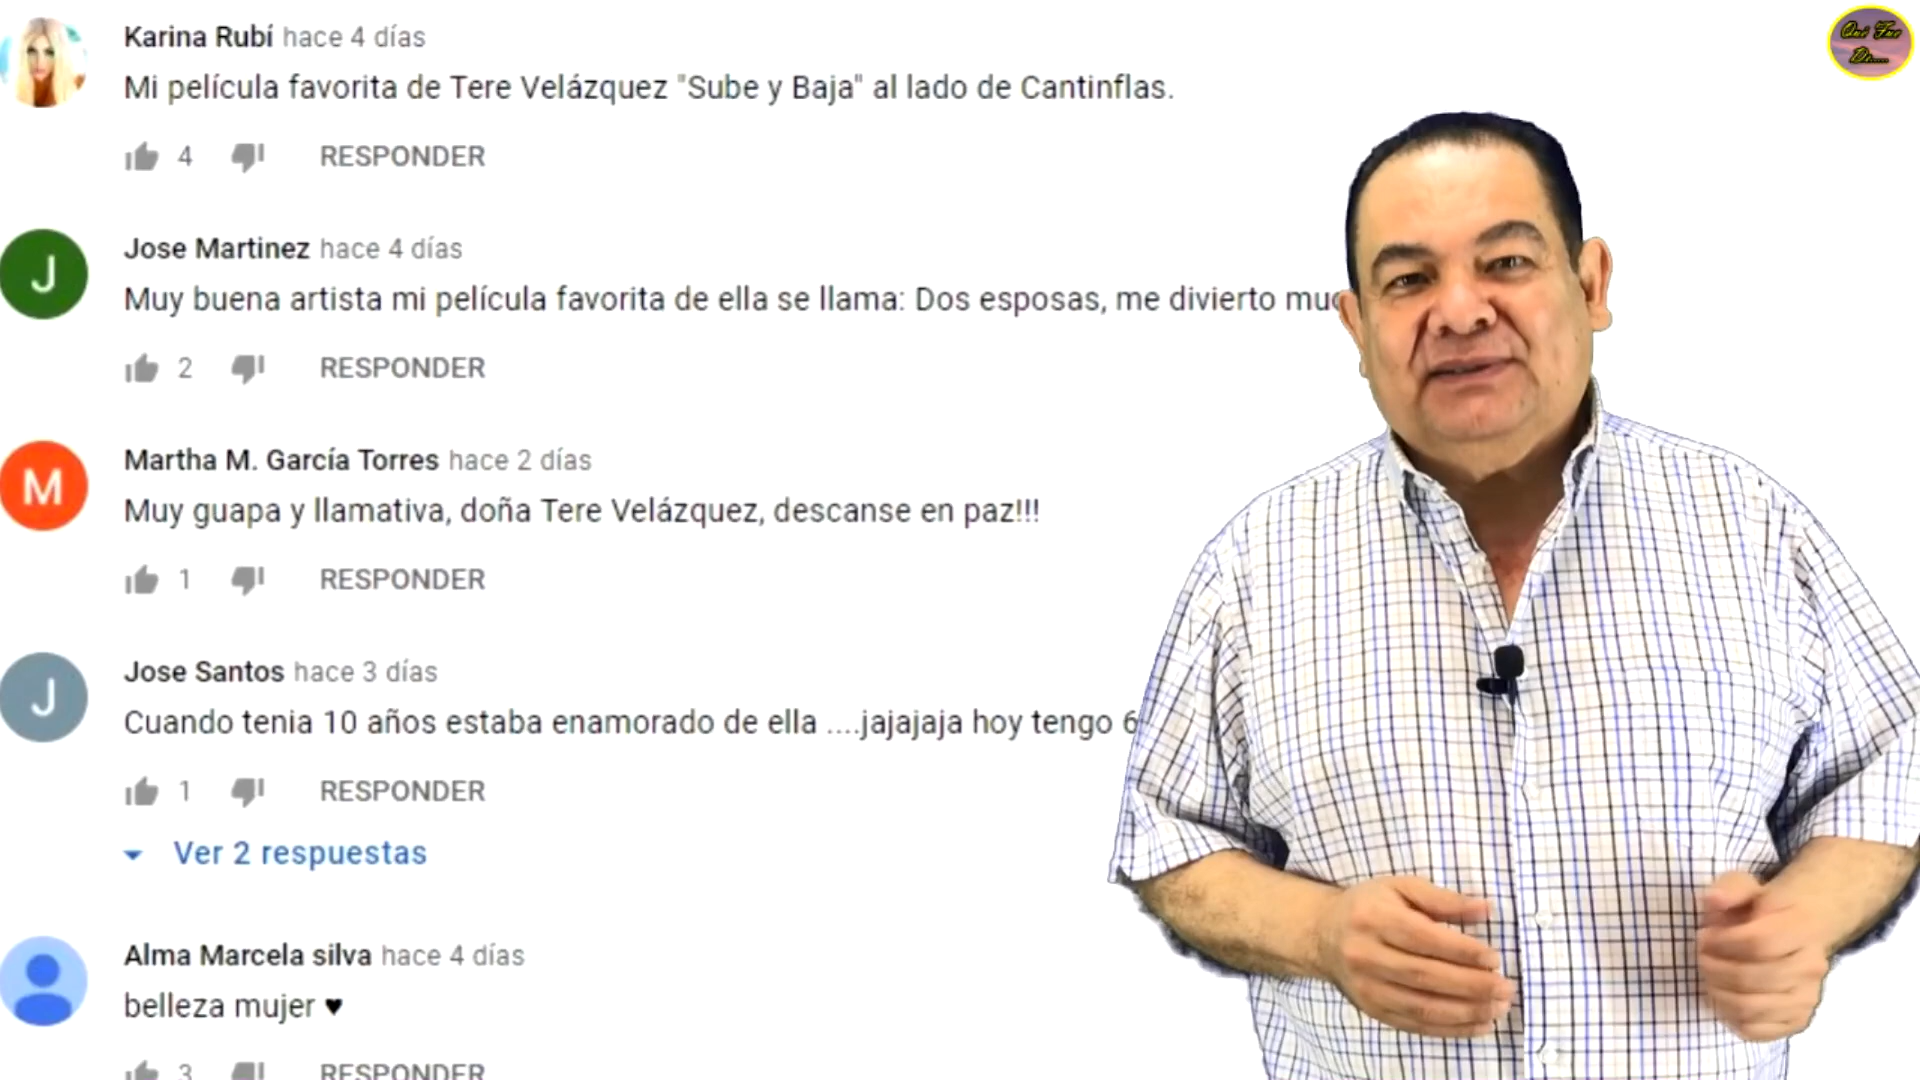 Karina Rubí hace 4 días
Mi película favorita de Tere Velázquez "Sube y Baja" al lado de Cantinflas.
4 RESPONDER
J
Jose Martinez hace 4 días
Muy buena artista mi película favorita de ella se llama: Dos esposas, me divierto
2 RESPONDER
M
Martha M. García Torres hace 2 días
Muy guapa y llamativa, doña Tere Velázquez, descanse en paz!!!
1 RESPONDER
J
Jose Santos hace 3 días
Cuando tenia 10 años estaba enamorado de ella ....jajajaja hoy tengo
1 RESPONDER
Ver 2 respuestas
Alma Marcela silva hace 4 días
belleza mujer ♥
3 RESPONDER
Qué Fue
De.....